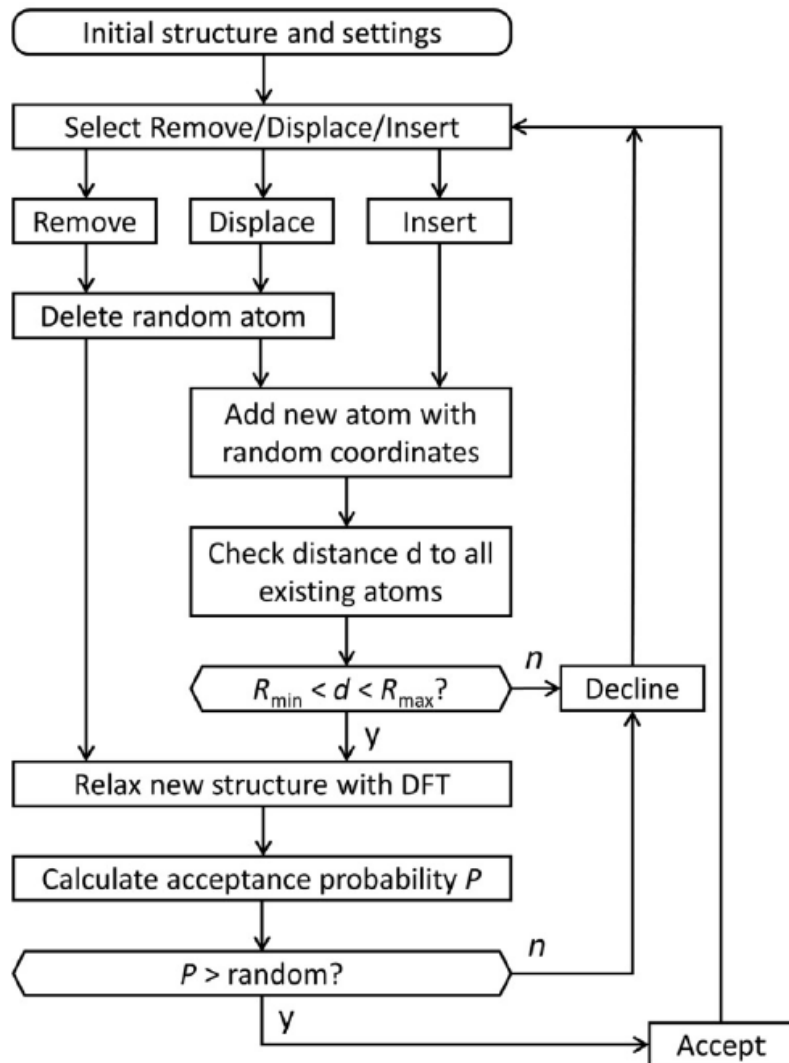 Initial structure and settings
Select Remove/Displace/Insert
Remove
Displace
Insert
Delete random atom
Add new atom with
random coordinates
Check distance d to all
existing atoms
Rmin < d < Rmax?
n
Decline
y
Relax new structure with DFT
Calculate acceptance probability P
P > random?
n
y
Accept